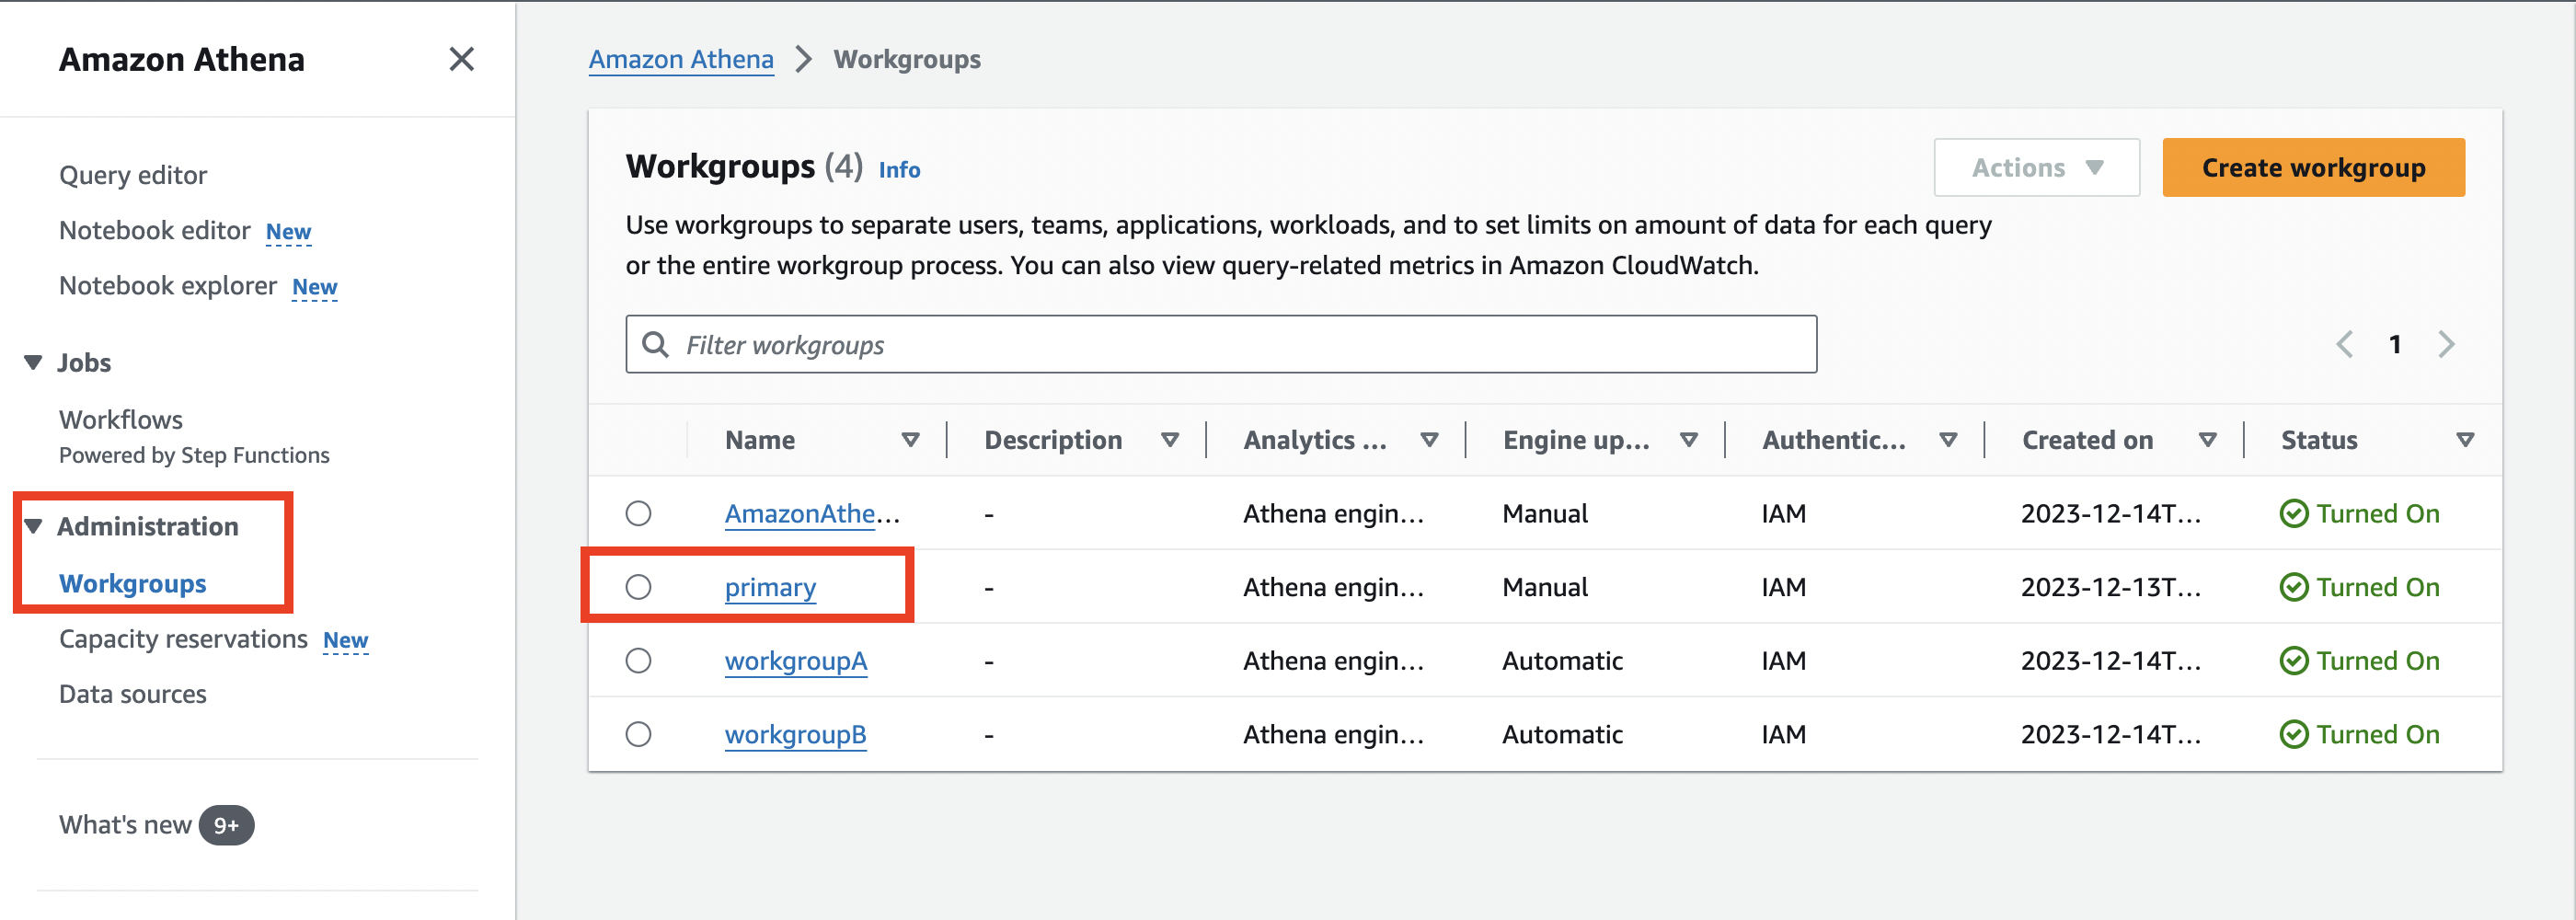 Amazon Athena
Query editor
Notebook editor New
Notebook explorer New
Jobs
Workflows
Powered by Step Functions
Administration
Workgroups
Capacity reservations New
Data sources
What's new 9+
Amazon Athena > Workgroups
Workgroups (4) Info
Actions
Create workgroup
Use workgroups to separate users, teams, applications, workloads, and to set limits on amount of data for each query
or the entire workgroup process. You can also view query-related metrics in Amazon CloudWatch.
Filter workgroups
1
Name Description Analytics ... Engine up... Authentic... Created on Status
AmazonAthe... - Athena engin... Manual IAM 2023-12-14T... Turned On
primary - Athena engin... Manual IAM 2023-12-13T... Turned On
workgroupA - Athena engin... Automatic IAM 2023-12-14T... Turned On
workgroupB - Athena engin... Automatic IAM 2023-12-14T... Turned On